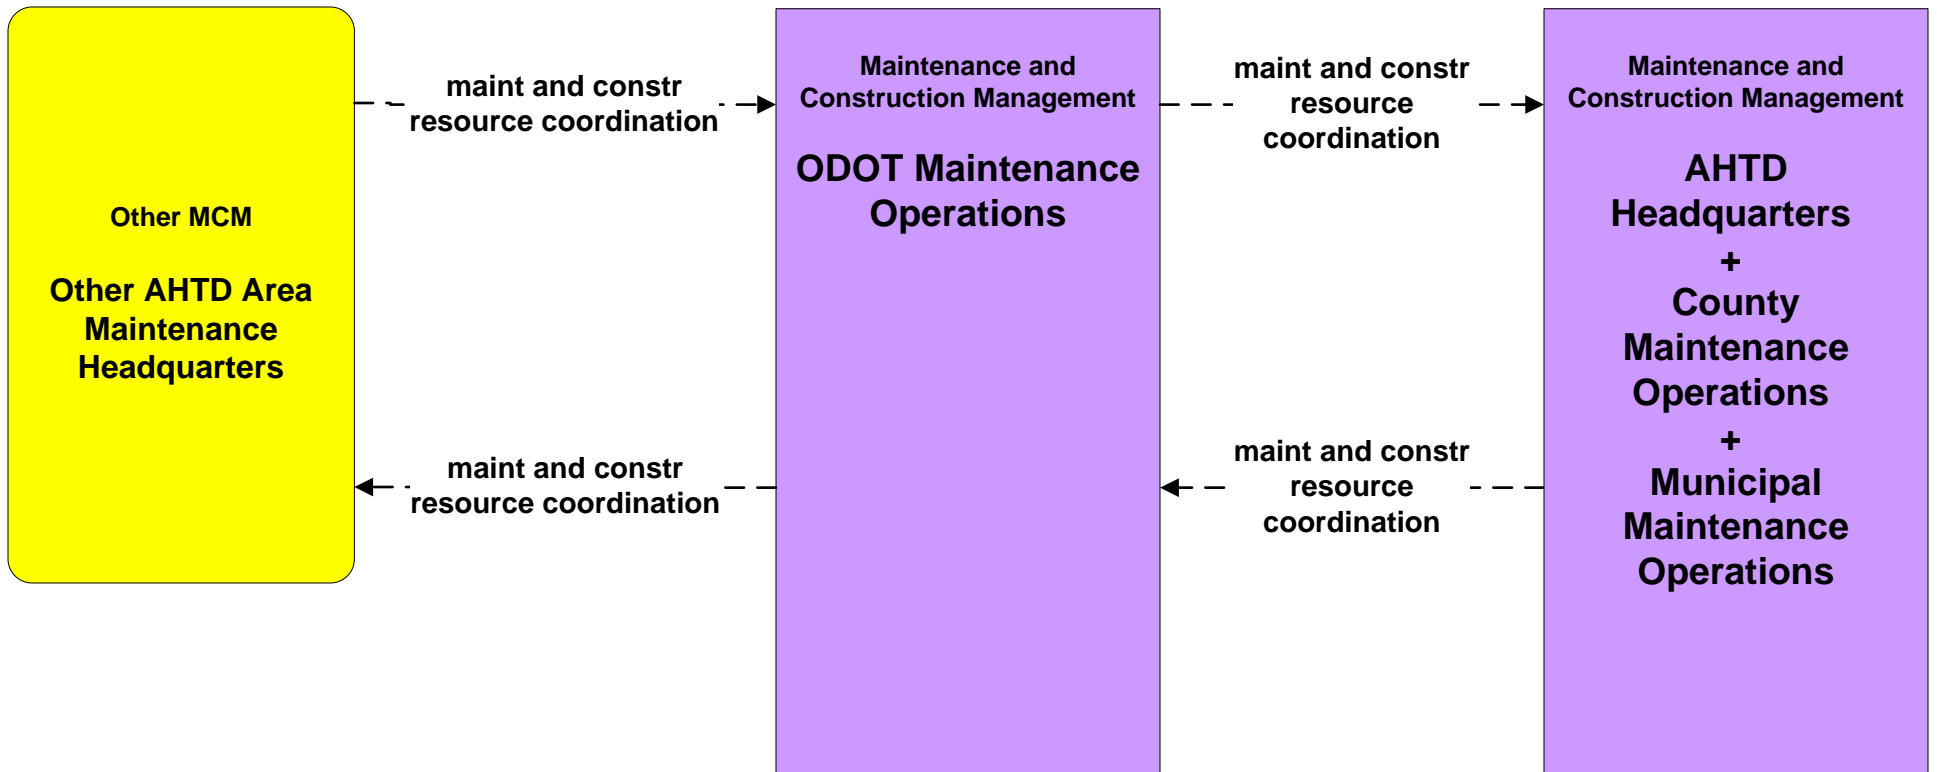 Other MCM
Other AHTD Area
Maintenance
Headquarters
maint and constr
resource coordination
maint and constr
resource coordination
Maintenance and
Construction Management
ODOT Maintenance
Operations
maint and constr
resource
coordination
maint and constr
resource
coordination
Maintenance and
Construction Management
AHTD
Headquarters
+
County
Maintenance
Operations
+
Municipal
Maintenance
Operations